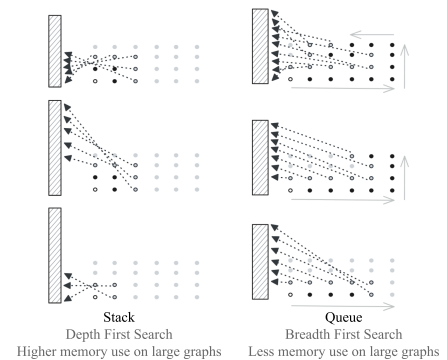 Stack
Depth First Search
Higher memory use on large graphs
Queue
Breadth First Search
Less memory use on large graphs